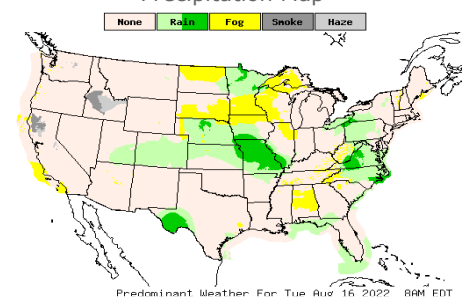 Precipitation Map
None Rain Fog Smoke Haze
Predominant Weather For Tue Aug 16 2022 8AM EDT